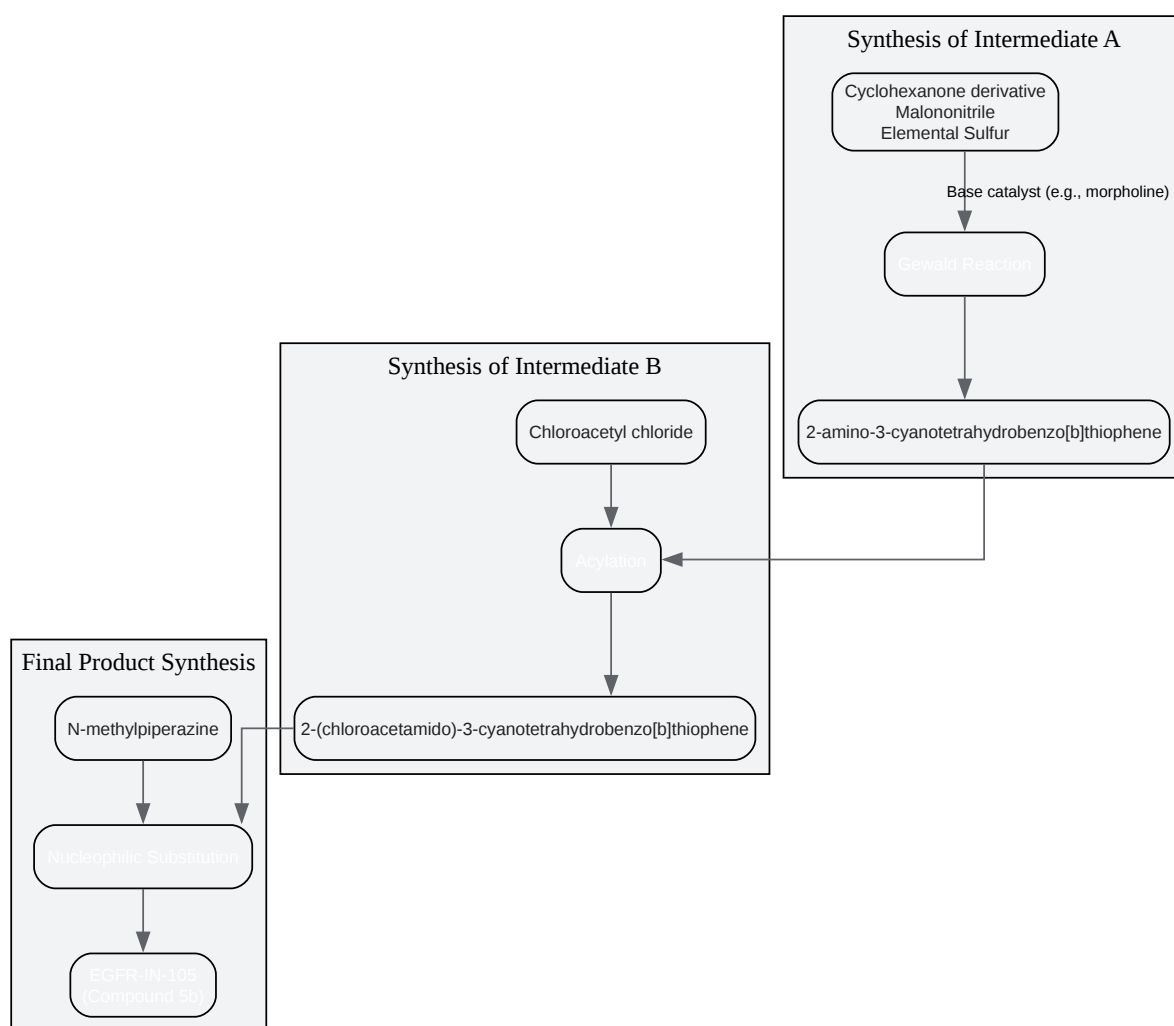 Synthesis of Intermediate A
Cyclohexanone derivative
Malononitrile
Elemental Sulfur
Base catalyst (e.g., morpholine)
Gewald Reaction
2-amino-3-cyanotetrahydrobenzo[b]thiophene
Synthesis of Intermediate B
Chloroacetyl chloride
Acylation
2-(chloroacetamido)-3-cyanotetrahydrobenzo[b]thiophene
Final Product Synthesis
N-methylpiperazine
Nucleophilic Substitution
EGFR-IN-105
(Compound 5b)